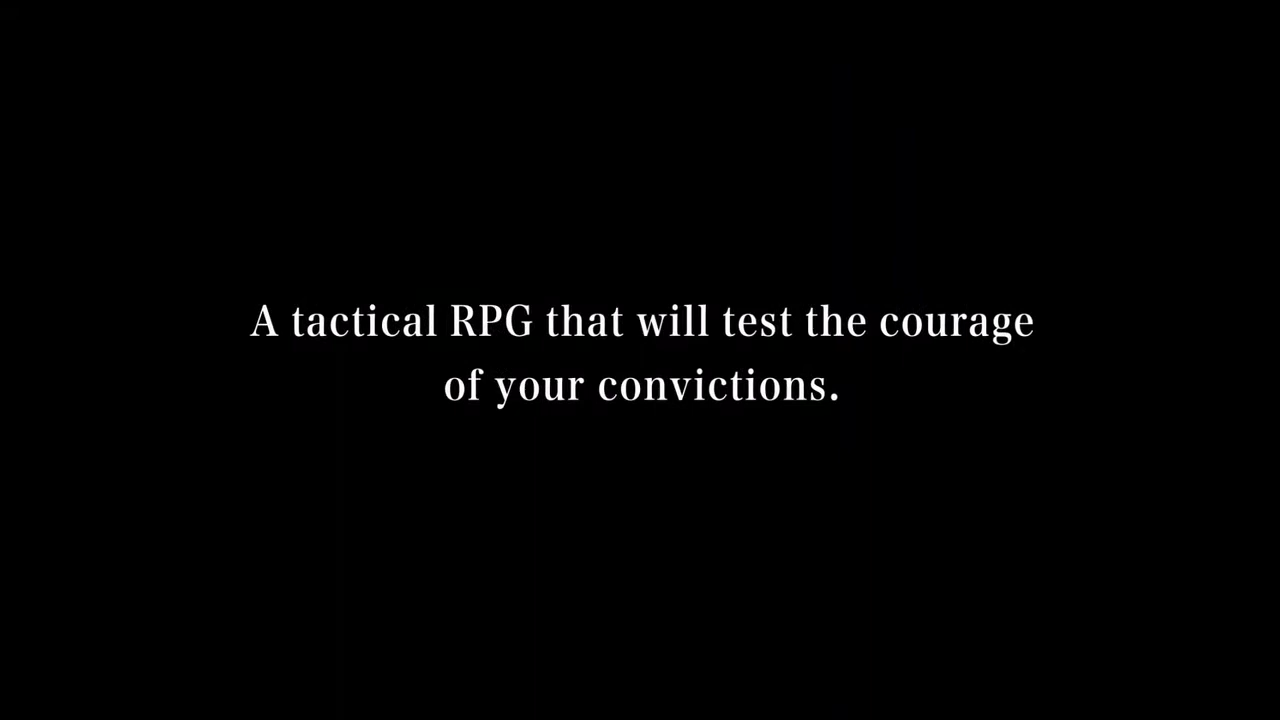 A tactical RPG that will test the courage
of your convictions.